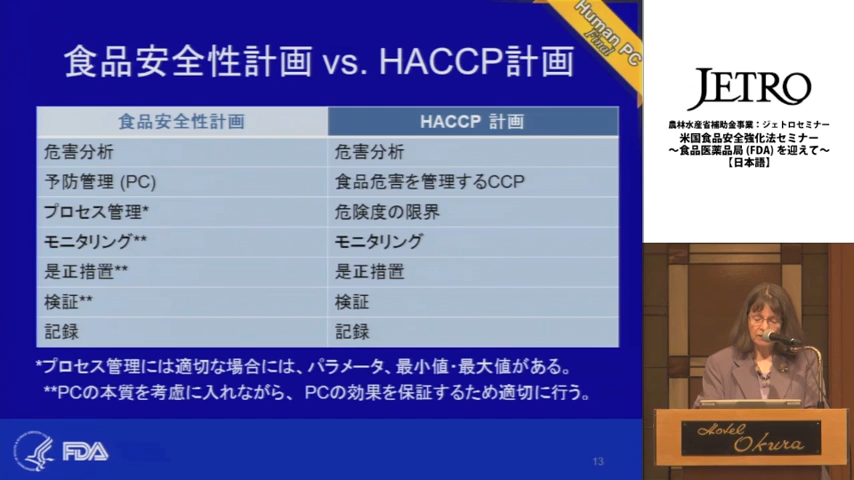 Human PC
Final
食品安全性計画 vs. HACCP計画
食品安全性計画
HACCP 計画
危害分析
危害分析
予防管理 (PC)
食品危害を管理するCCP
プロセス管理*
危険度の限界
モニタリング**
モニタリング
是正措置**
是正措置
検証**
検証
記録
記録
*プロセス管理には適切な場合には、パラメータ、最小値・最大値がある。
**PCの本質を考慮に入れながら、 PCの効果を保証するため適切に行う。
FDA
13
JETRO
農林水産省補助金事業：ジェトロセミナー
米国食品安全強化法セミナー
～食品医薬品局 (FDA) を迎えて～
【日本語】
Hotel
Okura